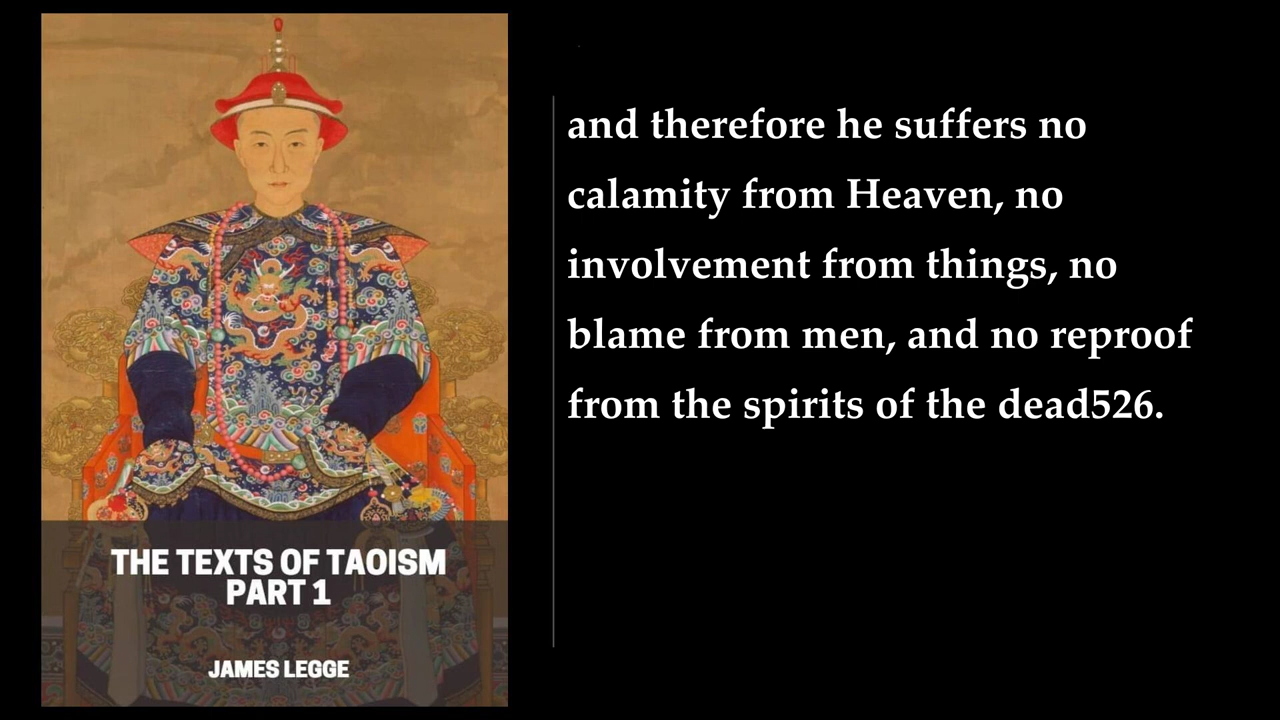 THE TEXTS OF TAOISM
PART 1
JAMES LEGGE
and therefore he suffers no
calamity from Heaven, no
involvement from things, no
blame from men, and no reproof
from the spirits of the dead526.